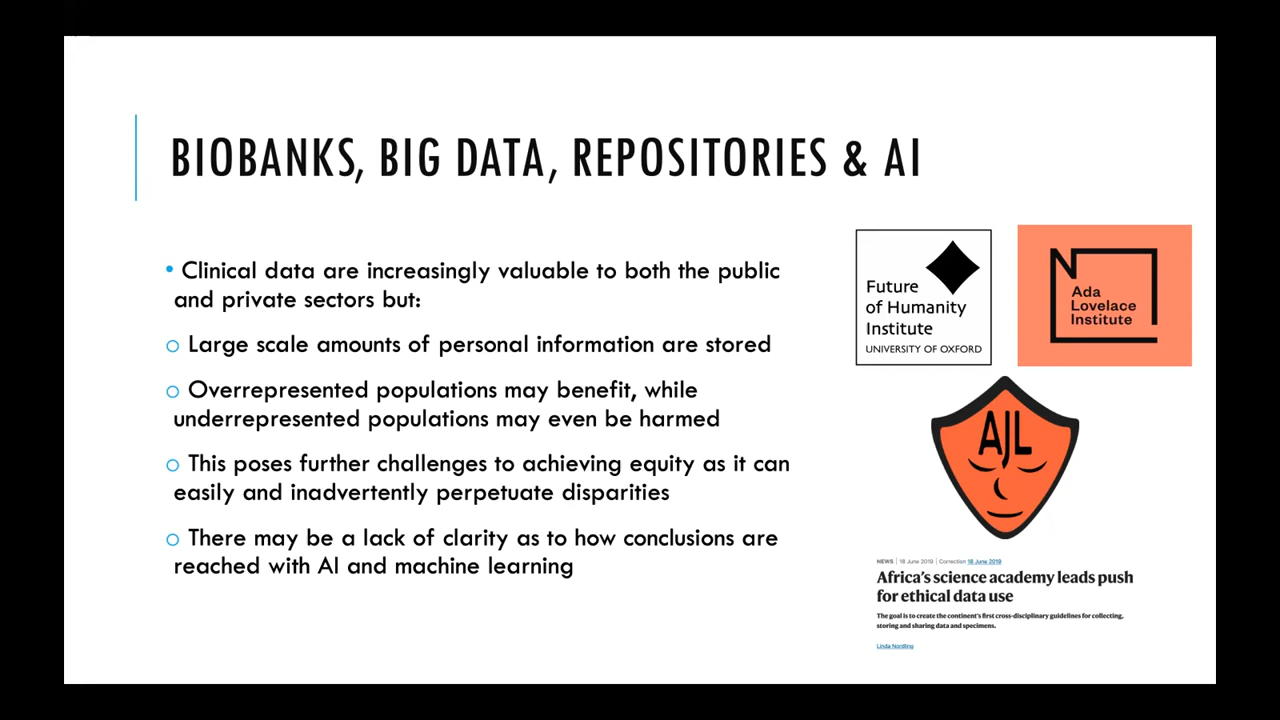 BIOBANKS, BIG DATA, REPOSITORIES & AI
• Clinical data are increasingly valuable to both the public
and private sectors but:
o Large scale amounts of personal information are stored
o Overrepresented populations may benefit, while
underrepresented populations may even be harmed
o This poses further challenges to achieving equity as it can
easily and inadvertently perpetuate disparities
o There may be a lack of clarity as to how conclusions are
reached with AI and machine learning
Future
of Humanity
Institute
UNIVERSITY OF OXFORD
Ada
Lovelace
Institute
AJL
NEWS | 18 June 2019 | Correction 18 June 2019
Africa's science academy leads push
for ethical data use
The goal is to create the continent's first cross-disciplinary guidelines for collecting,
storing and sharing data and specimens.
Linda Nordling